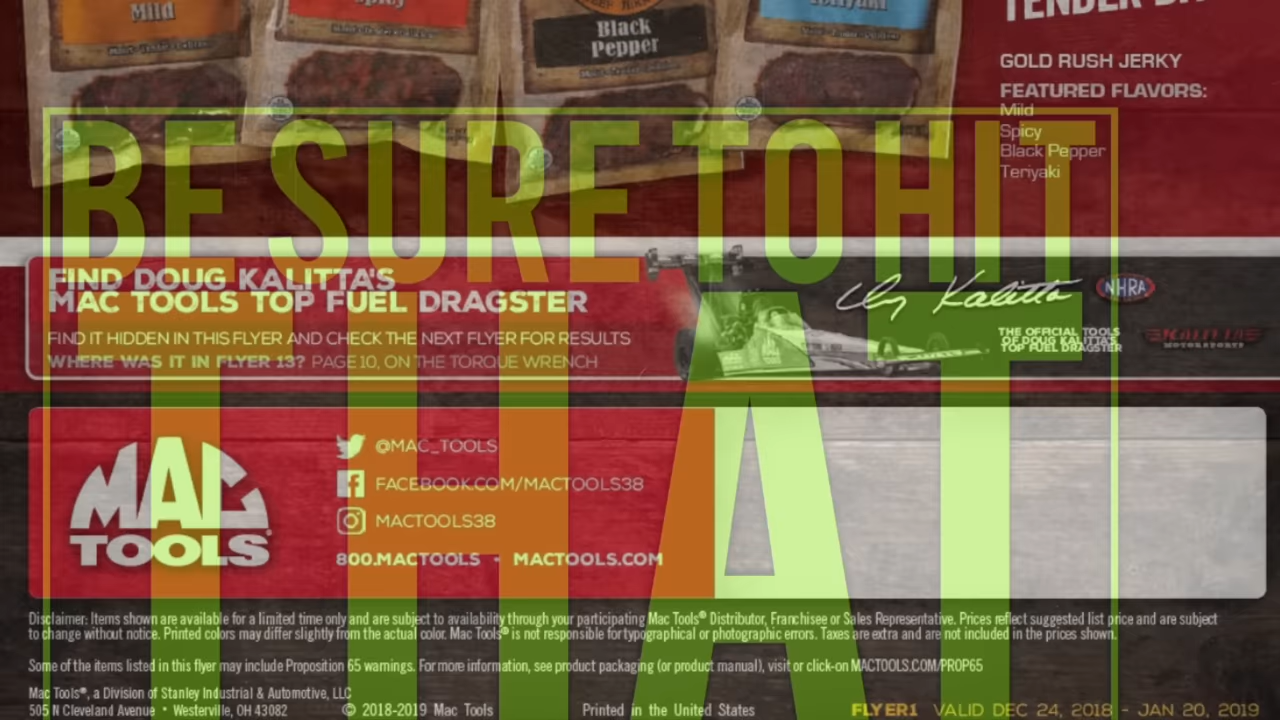 Mild
Spicy
Black
Pepper
Teriyaki
GOLD RUSH JERKY
FEATURED FLAVORS:
Mild
Spicy
Black Pepper
Teriyaki
BE SURE TO HIT
THAT
FIND DOUG KALITTA'S
MAC TOOLS TOP FUEL DRAGSTER
FIND IT HIDDEN IN THIS FLYER AND CHECK THE NEXT FLYER FOR RESULTS
WHERE WAS IT IN FLYER 13? PAGE 10, ON THE TORQUE WRENCH
Doug Kalitta
NHRA
THE OFFICIAL TOOLS
OF DOUG KALITTA'S
TOP FUEL DRAGSTER
KALITTA
MOTORSPORTS
MAC
TOOLS
@MAC_TOOLS
FACEBOOK.COM/MACTOOLS38
MACTOOLS38
800.MACTOOLS - MACTOOLS.COM
Disclaimer: Items shown are available for a limited time only and are subject to availability through your participating Mac Tools® Distributor, Franchisee or Sales Representative. Prices reflect suggested list price and are subject
to change without notice. Printed colors may differ slightly from the actual color. Mac Tools® is not responsible for typographical or photographic errors. Taxes are extra and are not included in the prices shown.
Some of the items listed in this flyer may include Proposition 65 warnings. For more information, see product packaging (or product manual), visit or click-on MACTOOLS.COM/PROP65
Mac Tools®, a Division of Stanley Industrial & Automotive, LLC
505 N Cleveland Avenue • Westerville, OH 43082 © 2018-2019 Mac Tools Printed in the United States FLYER1 VALID DEC 24, 2018 - JAN 20, 2019